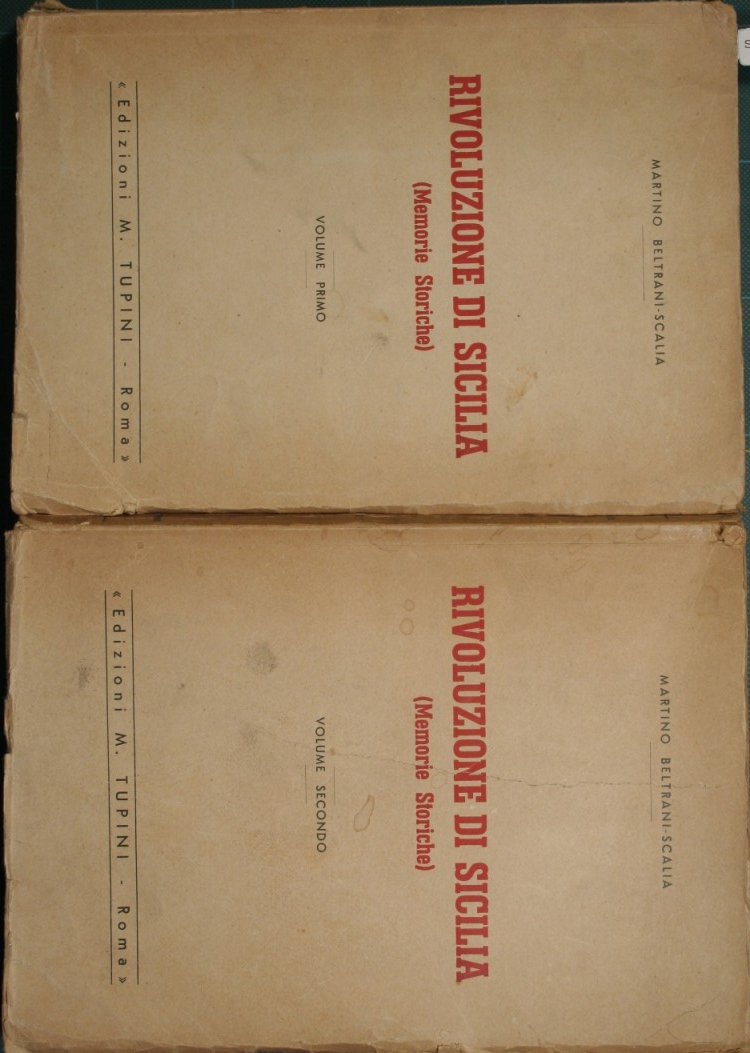 MARTINO BELTRANI-SCALIA
RIVOLUZIONE DI SICILIA
(Memorie Storiche)
VOLUME PRIMO
« Edizioni M. TUPINI - Roma »
MARTINO BELTRANI-SCALIA
RIVOLUZIONE DI SICILIA
(Memorie Storiche)
VOLUME SECONDO
« Edizioni M. TUPINI - Roma »